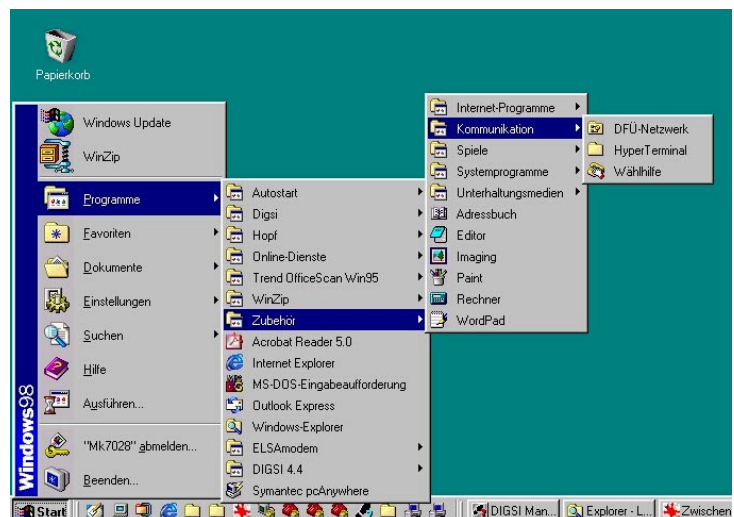 Papierkorb
Windows Update
WinZip
Programme
Favoriten
Dokumente
Einstellungen
Suchen
Hilfe
Ausführen...
"Mk7028" abmelden...
Beenden...
Windows98
Autostart
Digsi
Hopf
Online-Dienste
Trend OfficeScan Win95
WinZip
Zubehör
Acrobat Reader 5.0
Internet Explorer
MS-DOS-Eingabeaufforderung
Outlook Express
Windows-Explorer
ELSAmodem
DIGSI 4.4
Symantec pcAnywhere
Internet-Programme
Kommunikation
Spiele
Systemprogramme
Unterhaltungsmedien
Adressbuch
Editor
Imaging
Paint
Rechner
WordPad
DFÜ-Netzwerk
HyperTerminal
Wählhilfe
Start
DIGSI Man...
Explorer - L...
Zwischen